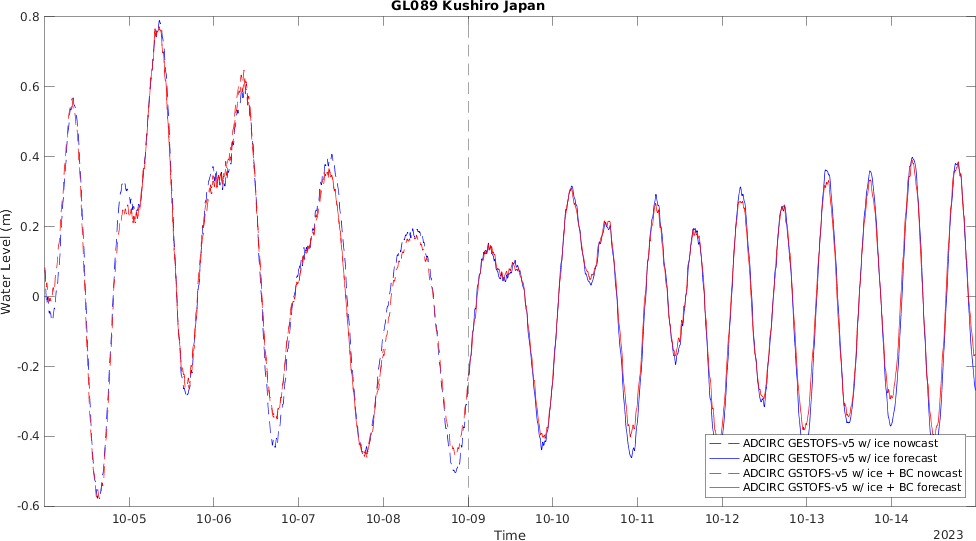 GL089 Kushiro Japan
0.8
0.6
0.4
0.2
0
-0.2
-0.4
-0.6
Water Level (m)
10-05 10-06 10-07 10-08 10-09 10-10 10-11 10-12 10-13 10-14
Time
2023
ADCIRC GESTOFS-v5 w/ ice nowcast
ADCIRC GESTOFS-v5 w/ ice forecast
ADCIRC GSTOFS-v5 w/ ice + BC nowcast
ADCIRC GSTOFS-v5 w/ ice + BC forecast